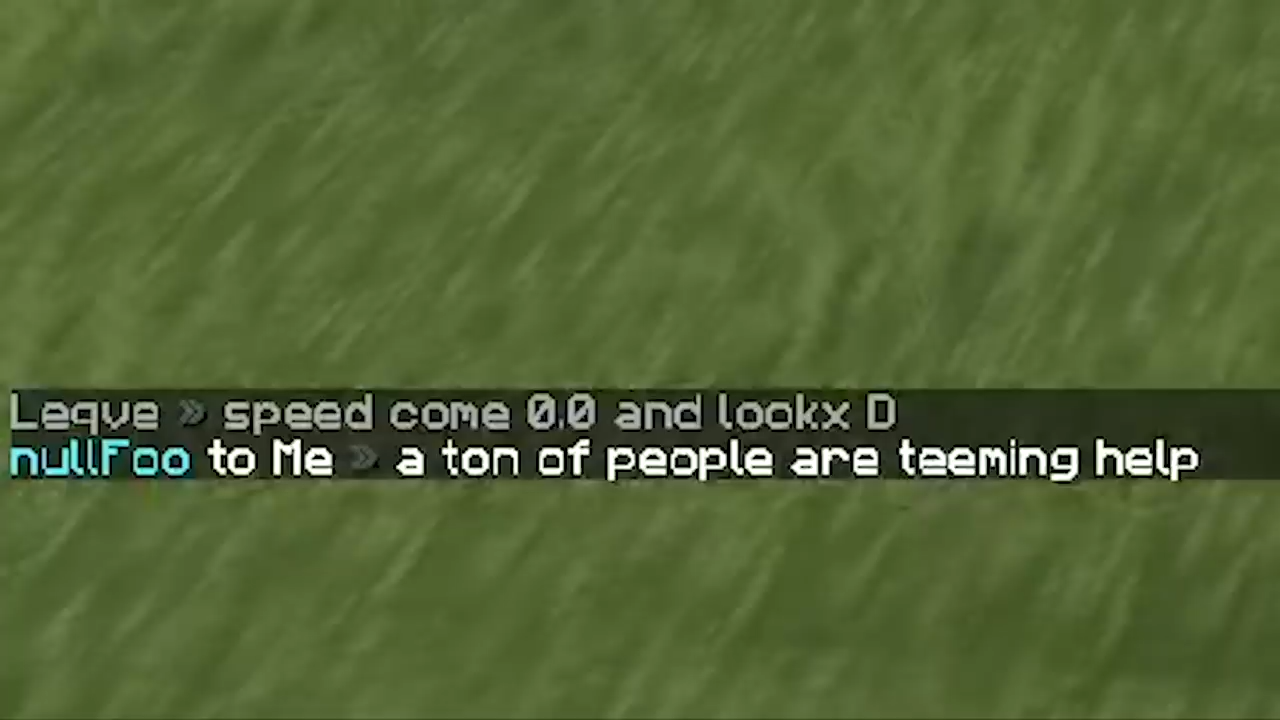 Leqve » speed come 0.0 and lookx D
nullFoo to Me » a ton of people are teeming help